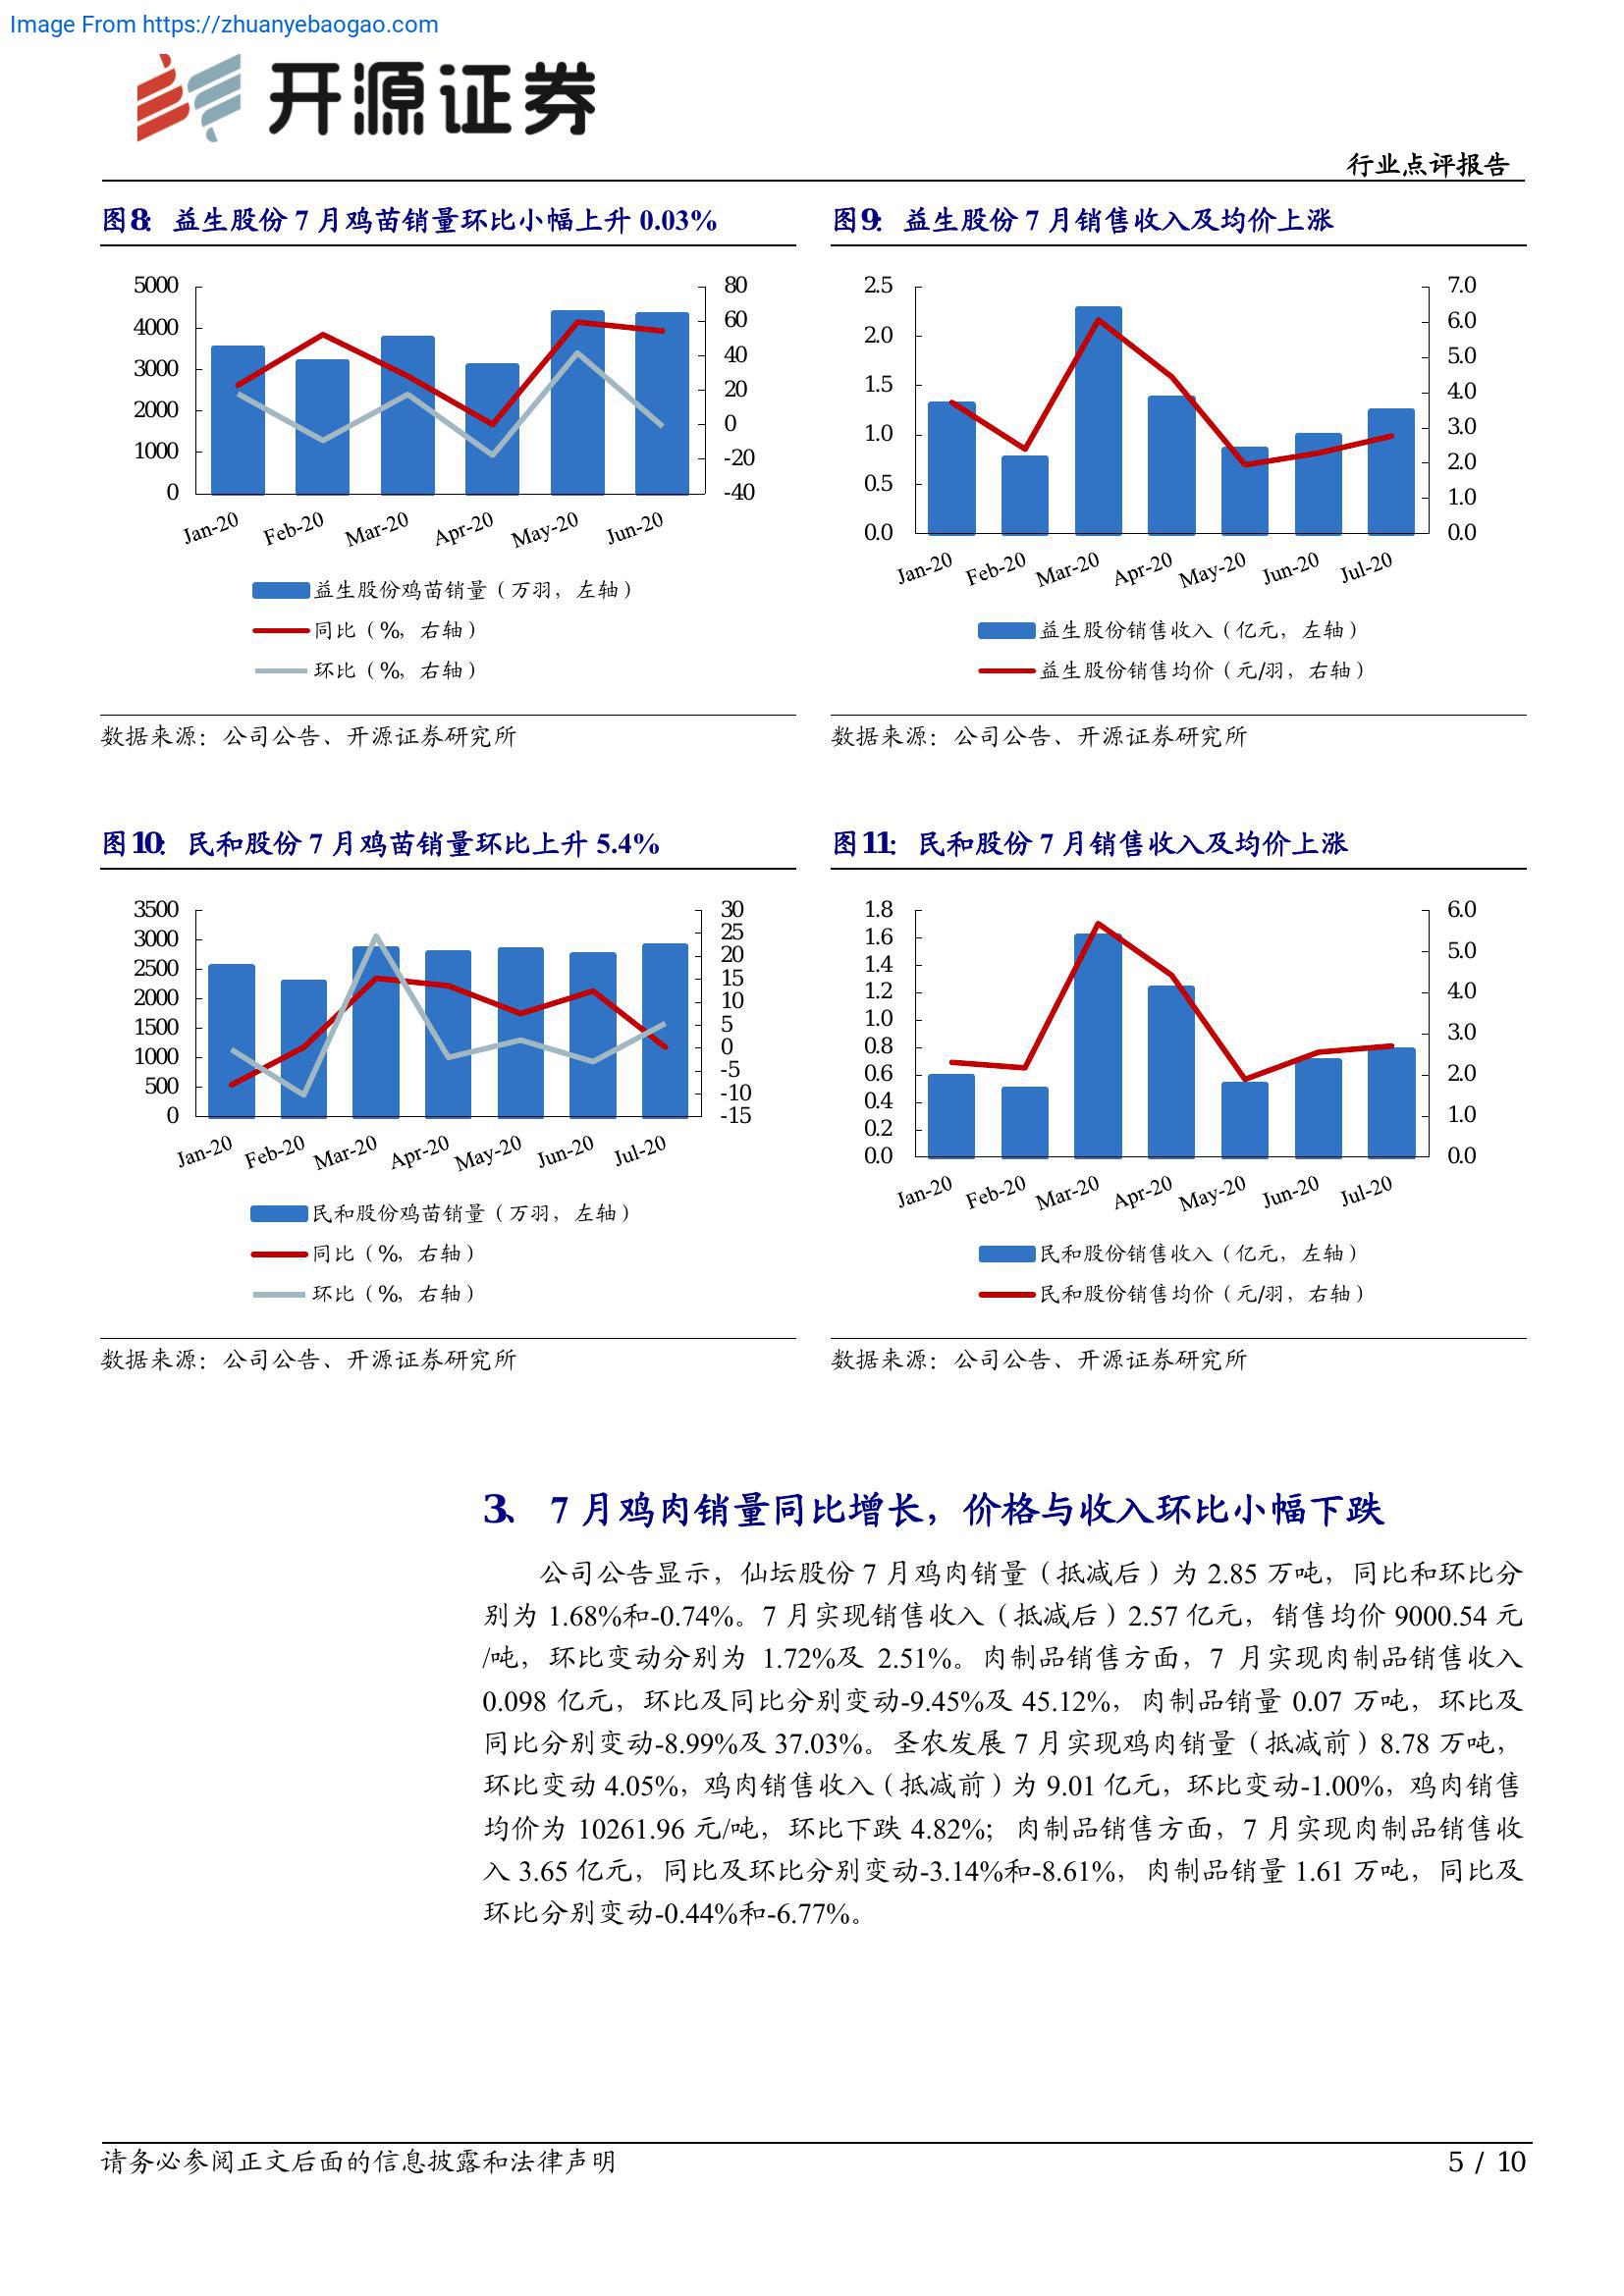 Image From https://zhuanyebaogao.com
开源证券
行业点评报告
图8： 益生股份 7 月鸡苗销量环比小幅上升 0.03%
5000
4000
3000
2000
1000
0
80
60
40
20
0
-20
-40
Jan-20 Feb-20 Mar-20 Apr-20 May-20 Jun-20
益生股份鸡苗销量（万羽，左轴）
同比（%，右轴）
环比（%，右轴）
数据来源：公司公告、开源证券研究所
图9： 益生股份 7 月销售收入及均价上涨
2.5
2.0
1.5
1.0
0.5
0.0
7.0
6.0
5.0
4.0
3.0
2.0
1.0
0.0
Jan-20 Feb-20 Mar-20 Apr-20 May-20 Jun-20 Jul-20
益生股份销售收入（亿元，左轴）
益生股份销售均价（元/羽，右轴）
数据来源：公司公告、开源证券研究所
图10： 民和股份 7 月鸡苗销量环比上升 5.4%
3500
3000
2500
2000
1500
1000
500
0
30
25
20
15
10
5
0
-5
-10
-15
Jan-20 Feb-20 Mar-20 Apr-20 May-20 Jun-20 Jul-20
民和股份鸡苗销量（万羽，左轴）
同比（%，右轴）
环比（%，右轴）
数据来源：公司公告、开源证券研究所
图11： 民和股份 7 月销售收入及均价上涨
1.8
1.6
1.4
1.2
1.0
0.8
0.6
0.4
0.2
0.0
6.0
5.0
4.0
3.0
2.0
1.0
0.0
Jan-20 Feb-20 Mar-20 Apr-20 May-20 Jun-20 Jul-20
民和股份销售收入（亿元，左轴）
民和股份销售均价（元/羽，右轴）
数据来源：公司公告、开源证券研究所
3、 7 月鸡肉销量同比增长，价格与收入环比小幅下跌
公司公告显示，仙坛股份 7 月鸡肉销量（抵减后）为 2.85 万吨，同比和环比分
别为 1.68%和-0.74%。7 月实现销售收入（抵减后）2.57 亿元，销售均价 9000.54 元
/吨，环比变动分别为 1.72%及 2.51%。肉制品销售方面，7 月实现肉制品销售收入
0.098 亿元，环比及同比分别变动-9.45%及 45.12%，肉制品销量 0.07 万吨，环比及
同比分别变动-8.99%及 37.03%。圣农发展 7 月实现鸡肉销量（抵减前）8.78 万吨，
环比变动 4.05%，鸡肉销售收入（抵减前）为 9.01 亿元，环比变动-1.00%，鸡肉销售
均价为 10261.96 元/吨，环比下跌 4.82%；肉制品销售方面，7 月实现肉制品销售收
入 3.65 亿元，同比及环比分别变动-3.14%和-8.61%，肉制品销量 1.61 万吨，同比及
环比分别变动-0.44%和-6.77%。
请务必参阅正文后面的信息披露和法律声明
5 / 10